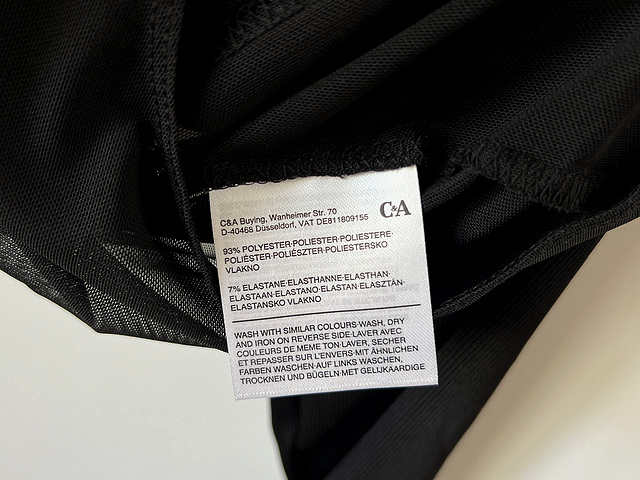 C&A
C&A Buying, Wanheimer Str. 70
D-40468 Düsseldorf, VAT DE811809155
93% POLYESTER·POLIESTER·POLIESTERE·
POLIÉSTER·POLIÉSZTER·POLIESTERSKO
VLAKNO
7% ELASTANE·ELASTHANNE·ELASTHAN·
ELASTAAN·ELASTANO·ELASTAN·ELASZTÁN·
ELASTANSKO VLAKNO
WASH WITH SIMILAR COLOURS·WASH, DRY
AND IRON ON REVERSE SIDE·LAVER AVEC
COULEURS DE MEME TON·LAVER, SECHER
ET REPASSER SUR L'ENVERS·MIT ÄHNLICHEN
FARBEN WASCHEN·AUF LINKS WASCHEN,
TROCKNEN UND BÜGELN·MET GELIJKAARDIGE